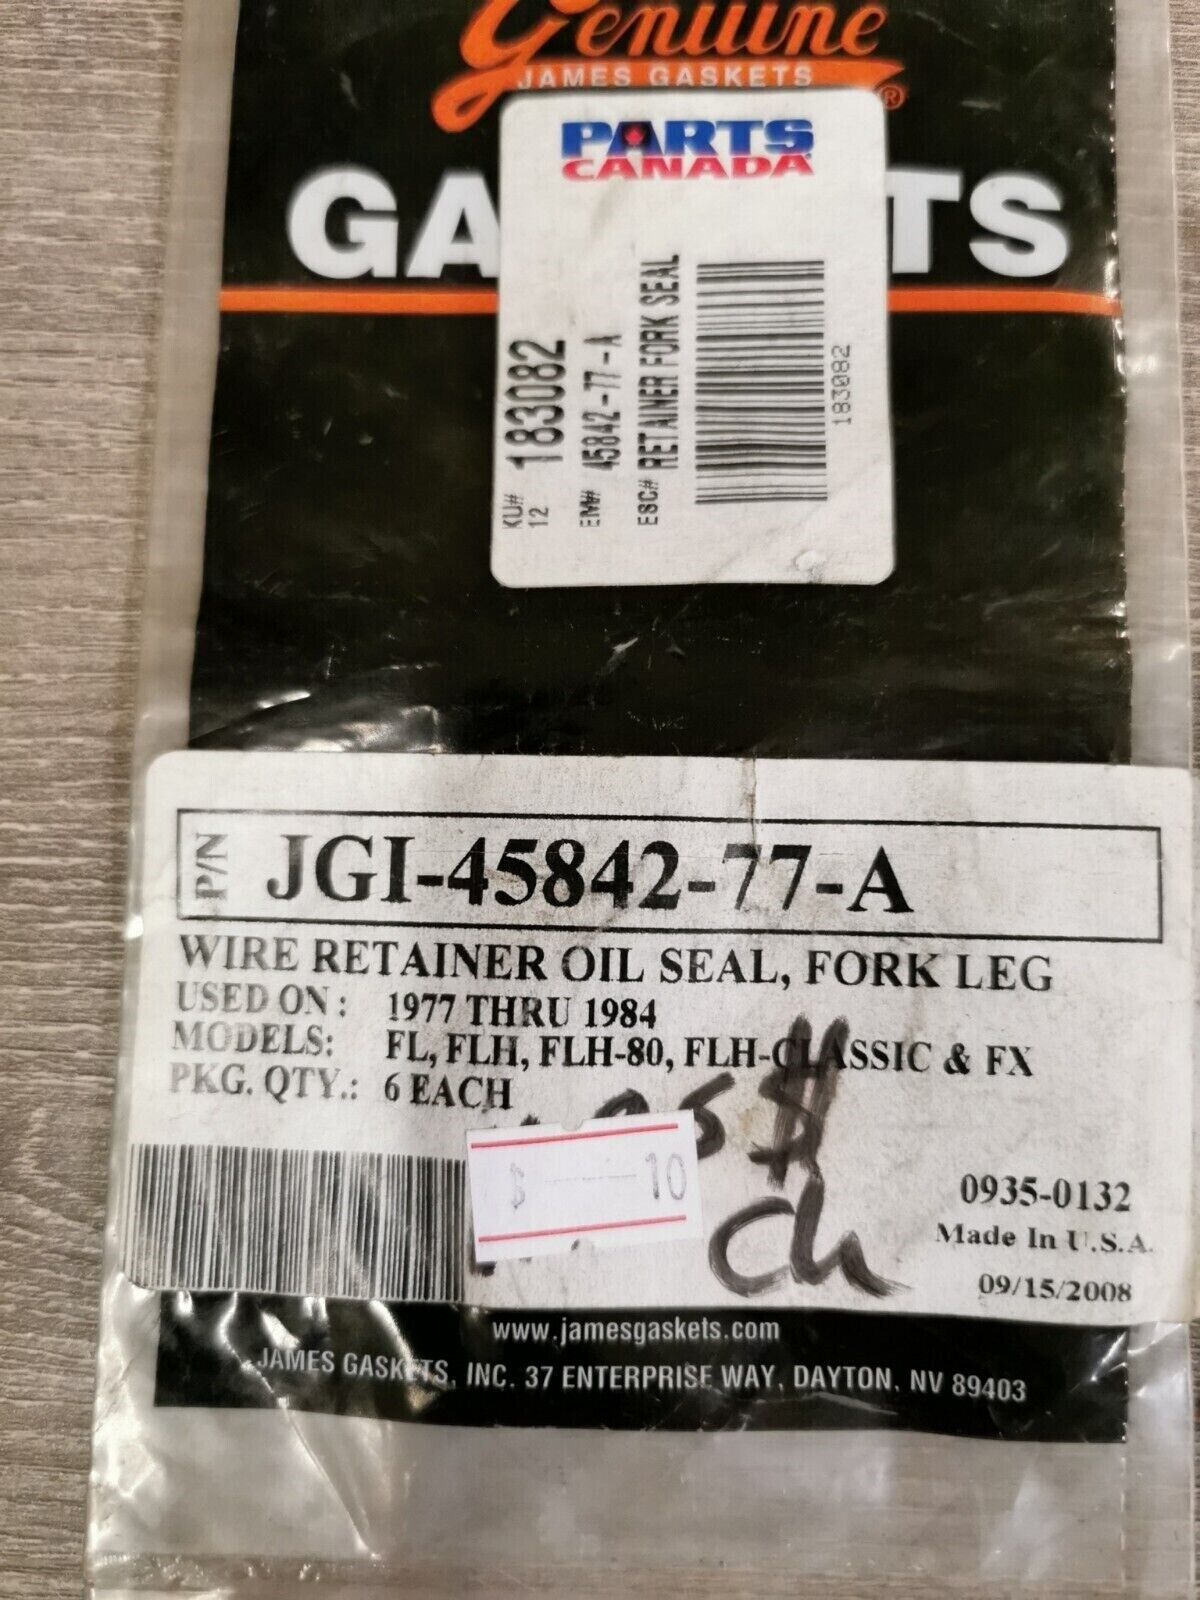 Genuine
JAMES GASKETS
®
PARTS
CANADA
GA TS
KU# 183082
12
EM# 45842-77-A
ESC# RETAINER FORK SEAL
183082
P/N JGI-45842-77-A
WIRE RETAINER OIL SEAL, FORK LEG
USED ON: 1977 THRU 1984
MODELS: FL, FLH, FLH-80, FLH-CLASSIC & FX
PKG. QTY.: 6 EACH
$ 10
0935-0132
Made In U.S.A.
09/15/2008
www.jamesgaskets.com
JAMES GASKETS, INC. 37 ENTERPRISE WAY, DAYTON, NV 89403